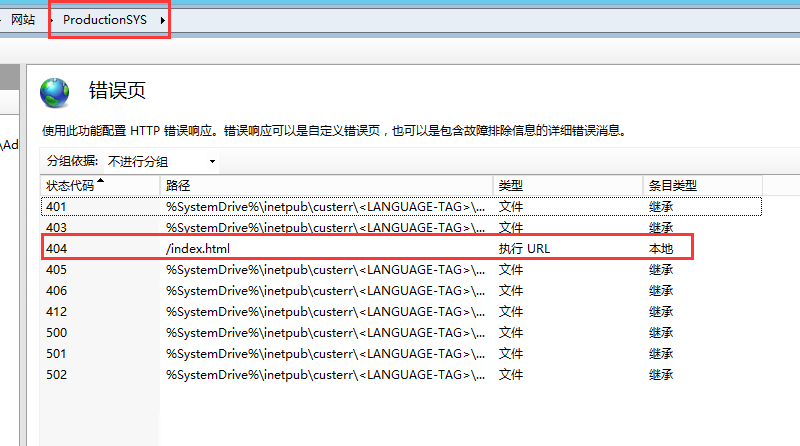 网站 ProductionSYS
\Ad
错误页
使用此功能配置 HTTP 错误响应。错误响应可以是自定义错误页，也可以是包含故障排除信息的详细错误消息。
分组依据: 不进行分组
状态代码 路径 类型 条目类型
401 %SystemDrive%\inetpub\custerr\<LANGUAGE-TAG>\... 文件 继承
403 %SystemDrive%\inetpub\custerr\<LANGUAGE-TAG>\... 文件 继承
404 /index.html 执行 URL 本地
405 %SystemDrive%\inetpub\custerr\<LANGUAGE-TAG>\... 文件 继承
406 %SystemDrive%\inetpub\custerr\<LANGUAGE-TAG>\... 文件 继承
412 %SystemDrive%\inetpub\custerr\<LANGUAGE-TAG>\... 文件 继承
500 %SystemDrive%\inetpub\custerr\<LANGUAGE-TAG>\... 文件 继承
501 %SystemDrive%\inetpub\custerr\<LANGUAGE-TAG>\... 文件 继承
502 %SystemDrive%\inetpub\custerr\<LANGUAGE-TAG>\... 文件 继承